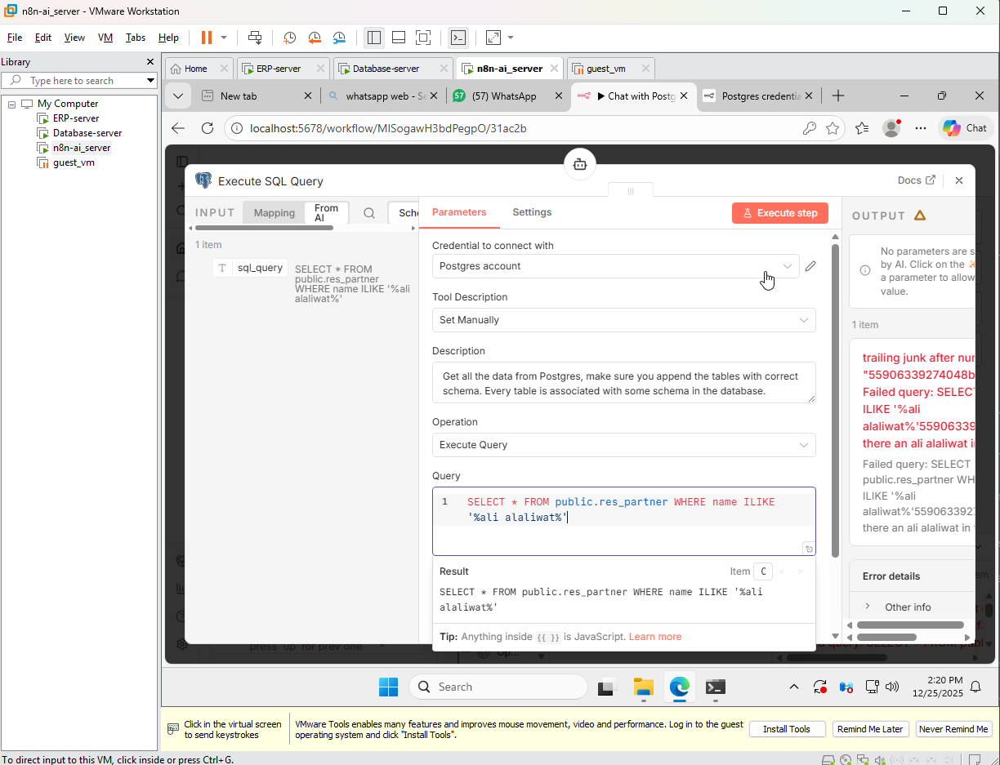 n8n-ai_server - VMware Workstation
File Edit View VM Tabs Help
Library
Type here to search
My Computer
ERP-server
Database-server
n8n-ai_server
guest_vm
Home
ERP-server
Database-server
n8n-ai_server
guest_vm
New tab
whatsapp web - Se
57
(57) WhatsApp
▶ Chat with Postg
Postgres credentia
localhost:5678/workflow/MISogawH3bdPegpO/31ac2b
Chat
Execute SQL Query
Docs
INPUT
Mapping
From AI
Sche
1 item
T sql_query
SELECT * FROM
public.res_partner
WHERE name ILIKE '%ali
alaliwat%'
Parameters
Settings
Execute step
Credential to connect with
Postgres account
Tool Description
Set Manually
Description
Get all the data from Postgres, make sure you append the tables with correct
schema. Every table is associated with some schema in the database.
Operation
Execute Query
Query
1 SELECT * FROM public.res_partner WHERE name ILIKE
'%ali alaliwat%'
Result
Item
SELECT * FROM public.res_partner WHERE name ILIKE '%ali
alaliwat%'
Tip: Anything inside {{ }} is JavaScript. Learn more
OUTPUT
No parameters are s
by AI. Click on the
a parameter to allow
value.
1 item
trailing junk after nur
"55906339274048b
Failed query: SELEC
ILIKE '%ali
alaliwat%'5590633
there an ali alaliwat i
Failed query: SELECT
public.res_partner WH
ILIKE '%ali
alaliwat%'559063392
there an ali alaliwat in
Error details
Other info
press 'up' for prev one
Search
2:20 PM
12/25/2025
Click in the virtual screen
to send keystrokes
VMware Tools enables many features and improves mouse movement, video and performance. Log in to the guest
operating system and click "Install Tools".
Install Tools
Remind Me Later
Never Remind Me
To direct input to this VM, click inside or press Ctrl+G.